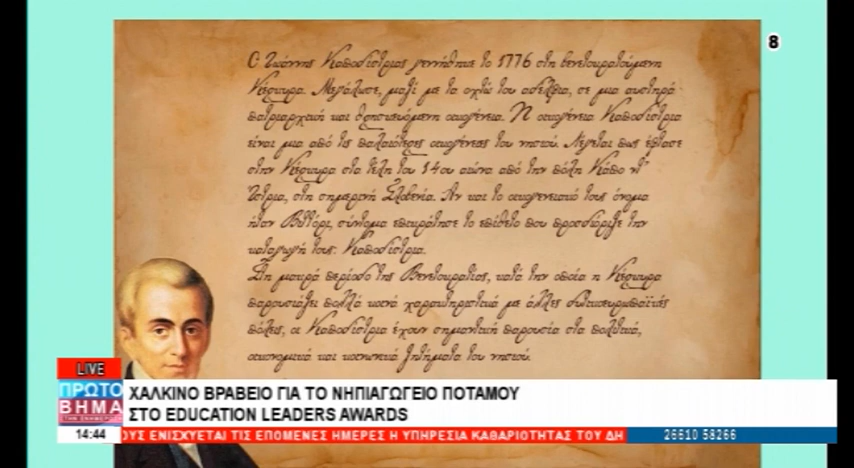 8
Ο Ιωάννης Καποδίστριας γεννήθηκε το 1776 στη βενετοκρατούμενη
Κέρκυρα. Μεγάλωσε, μαζί με τα οχτώ του αδέλφια, σε μια αυστηρά
πατριαρχική και θρησκευόμενη οικογένεια. Η οικογένεια Καποδίστρια
είναι μια από τις παλαιότερες οικογένειες του νησιού. Λέγεται πως έφτασε
στην Κέρκυρα στα τέλη του 14ου αιώνα από την πόλη Κάπο ντ'
Ίστρια, στη σημερινή Σλοβενία. Αν και το οικογενειακό τους όνομα
ήταν Βιττόρι, σύντομα επικράτησε το επίθετο που προσδιόριζε την
καταγωγή τους: Καποδίστρια.
Στη μακρά περίοδο της Βενετοκρατίας, κατά την οποία η Κέρκυρα
παρουσιάζει πολλά κοινά χαρακτηριστικά με άλλες δυτικοευρωπαϊκές
πόλεις, οι Καποδίστρια έχουν σημαντική παρουσία στα πολιτικά,
οικονομικά και κοινωνικά ζητήματα του νησιού.
LIVE
ΠΡΩΤΟ
ΒΗΜΑ
ΧΑΛΚΙΝΟ ΒΡΑΒΕΙΟ ΓΙΑ ΤΟ ΝΗΠΙΑΓΩΓΕΙΟ ΠΟΤΑΜΟΥ
ΣΤΟ EDUCATION LEADERS AWARDS
14:44 ΟΥΣ ΕΝΙΣΧΥΕΤΑΙ ΤΙΣ ΕΠΟΜΕΝΕΣ ΗΜΕΡΕΣ Η ΥΠΗΡΕΣΙΑ ΚΑΘΑΡΙΟΤΗΤΑΣ ΤΟΥ ΔΗ 26610 58266